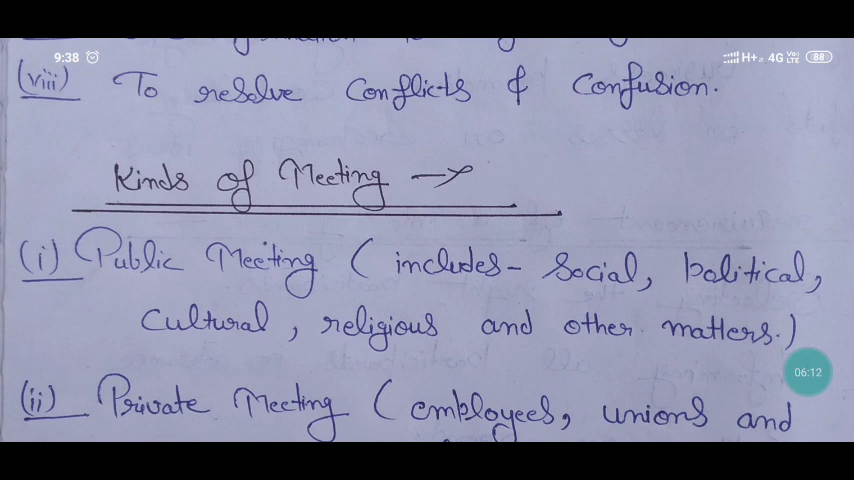 9:38
H+ 4G VoLTE 88
(viii) To resolve conflicts & confusion.
Kinds of Meeting →
(i) Public Meeting (includes- social, political,
cultural, religious and other matters.)
06:12
(ii) Private Meeting (employees, unions and